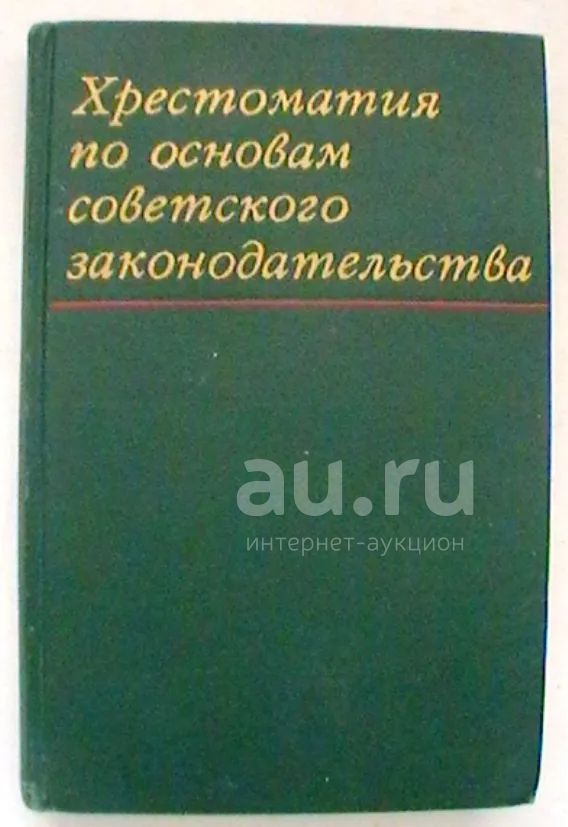 Хрестоматия
по основам
советского
законодательства
au.ru
интернет-аукцион